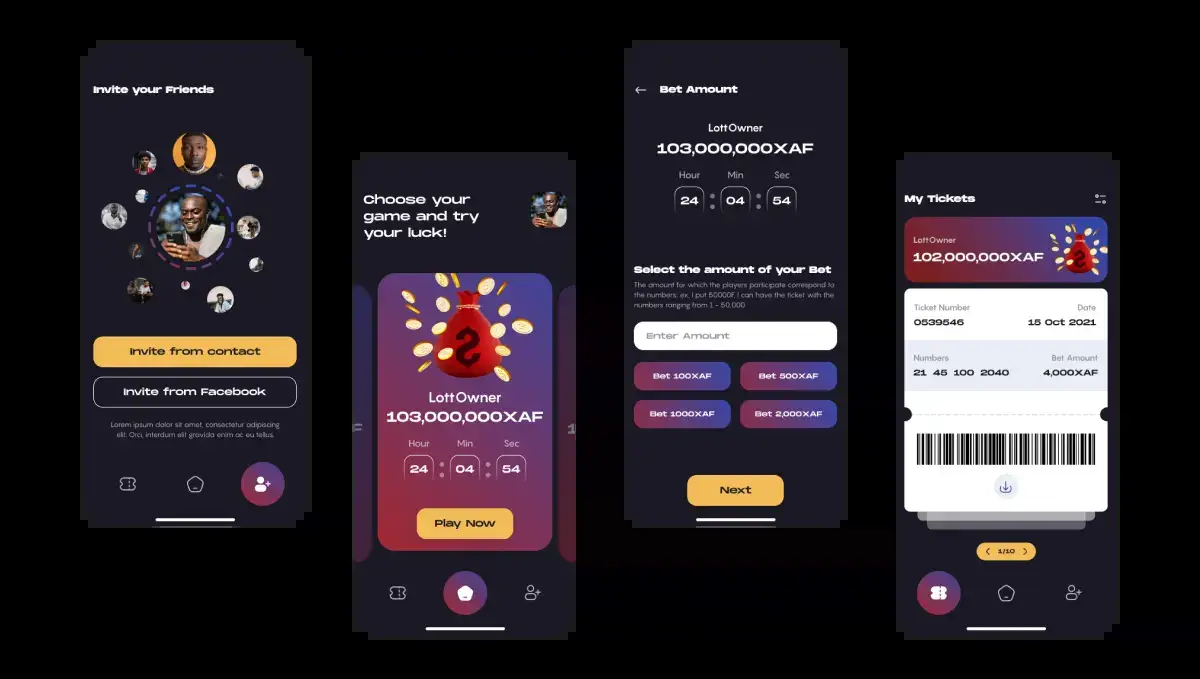 Invite your Friends
Invite from contact
Invite from Facebook
Lorem ipsum dolor sit amet, consectetur adipiscing
elit. Orci, interdum elit gravida enim ac eu tellus.
Choose your
game and try
your luck!
LottOwner
103,000,000XAF
Hour Min Sec
24 : 04 : 54
Play Now
Bet Amount
LottOwner
103,000,000XAF
Hour Min Sec
24 : 04 : 54
Select the amount of your Bet
The amount for which the players participate correspond to
the numbers. ex, I put 50000F, I can have the ticket with the
numbers ranging from 1 - 50,000
Enter Amount
Bet 100XAF Bet 500XAF
Bet 1000XAF Bet 2,000XAF
Next
My Tickets
LottOwner
102,000,000XAF
Ticket Number Date
0539546 15 Oct 2021
Numbers Bet Amount
21 45 100 2040 4,000XAF
1/10